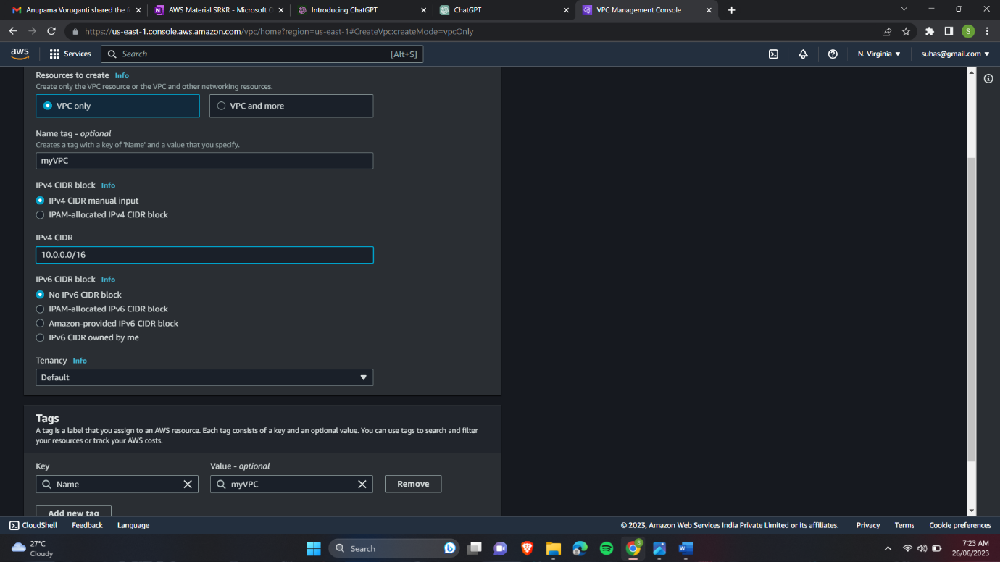 Anupama Voruganti shared the f
AWS Material SRKR - Microsoft C
Introducing ChatGPT
ChatGPT
VPC Management Console
https://us-east-1.console.aws.amazon.com/vpc/home?region=us-east-1#CreateVpc:createMode=vpcOnly
S
aws
Services
Search
[Alt+S]
N. Virginia
suhas@gmail.com
Resources to create Info
Create only the VPC resource or the VPC and other networking resources.
VPC only
VPC and more
Name tag - optional
Creates a tag with a key of 'Name' and a value that you specify.
myVPC
IPv4 CIDR block Info
IPv4 CIDR manual input
IPAM-allocated IPv4 CIDR block
IPv4 CIDR
10.0.0.0/16
IPv6 CIDR block Info
No IPv6 CIDR block
IPAM-allocated IPv6 CIDR block
Amazon-provided IPv6 CIDR block
IPv6 CIDR owned by me
Tenancy Info
Default
Tags
A tag is a label that you assign to an AWS resource. Each tag consists of a key and an optional value. You can use tags to search and filter
your resources or track your AWS costs.
Key
Value - optional
Name
myVPC
Remove
Add new tag
CloudShell
Feedback
Language
© 2023, Amazon Web Services India Private Limited or its affiliates.
Privacy
Terms
Cookie preferences
27°C
Cloudy
Search
7:23 AM
26/06/2023